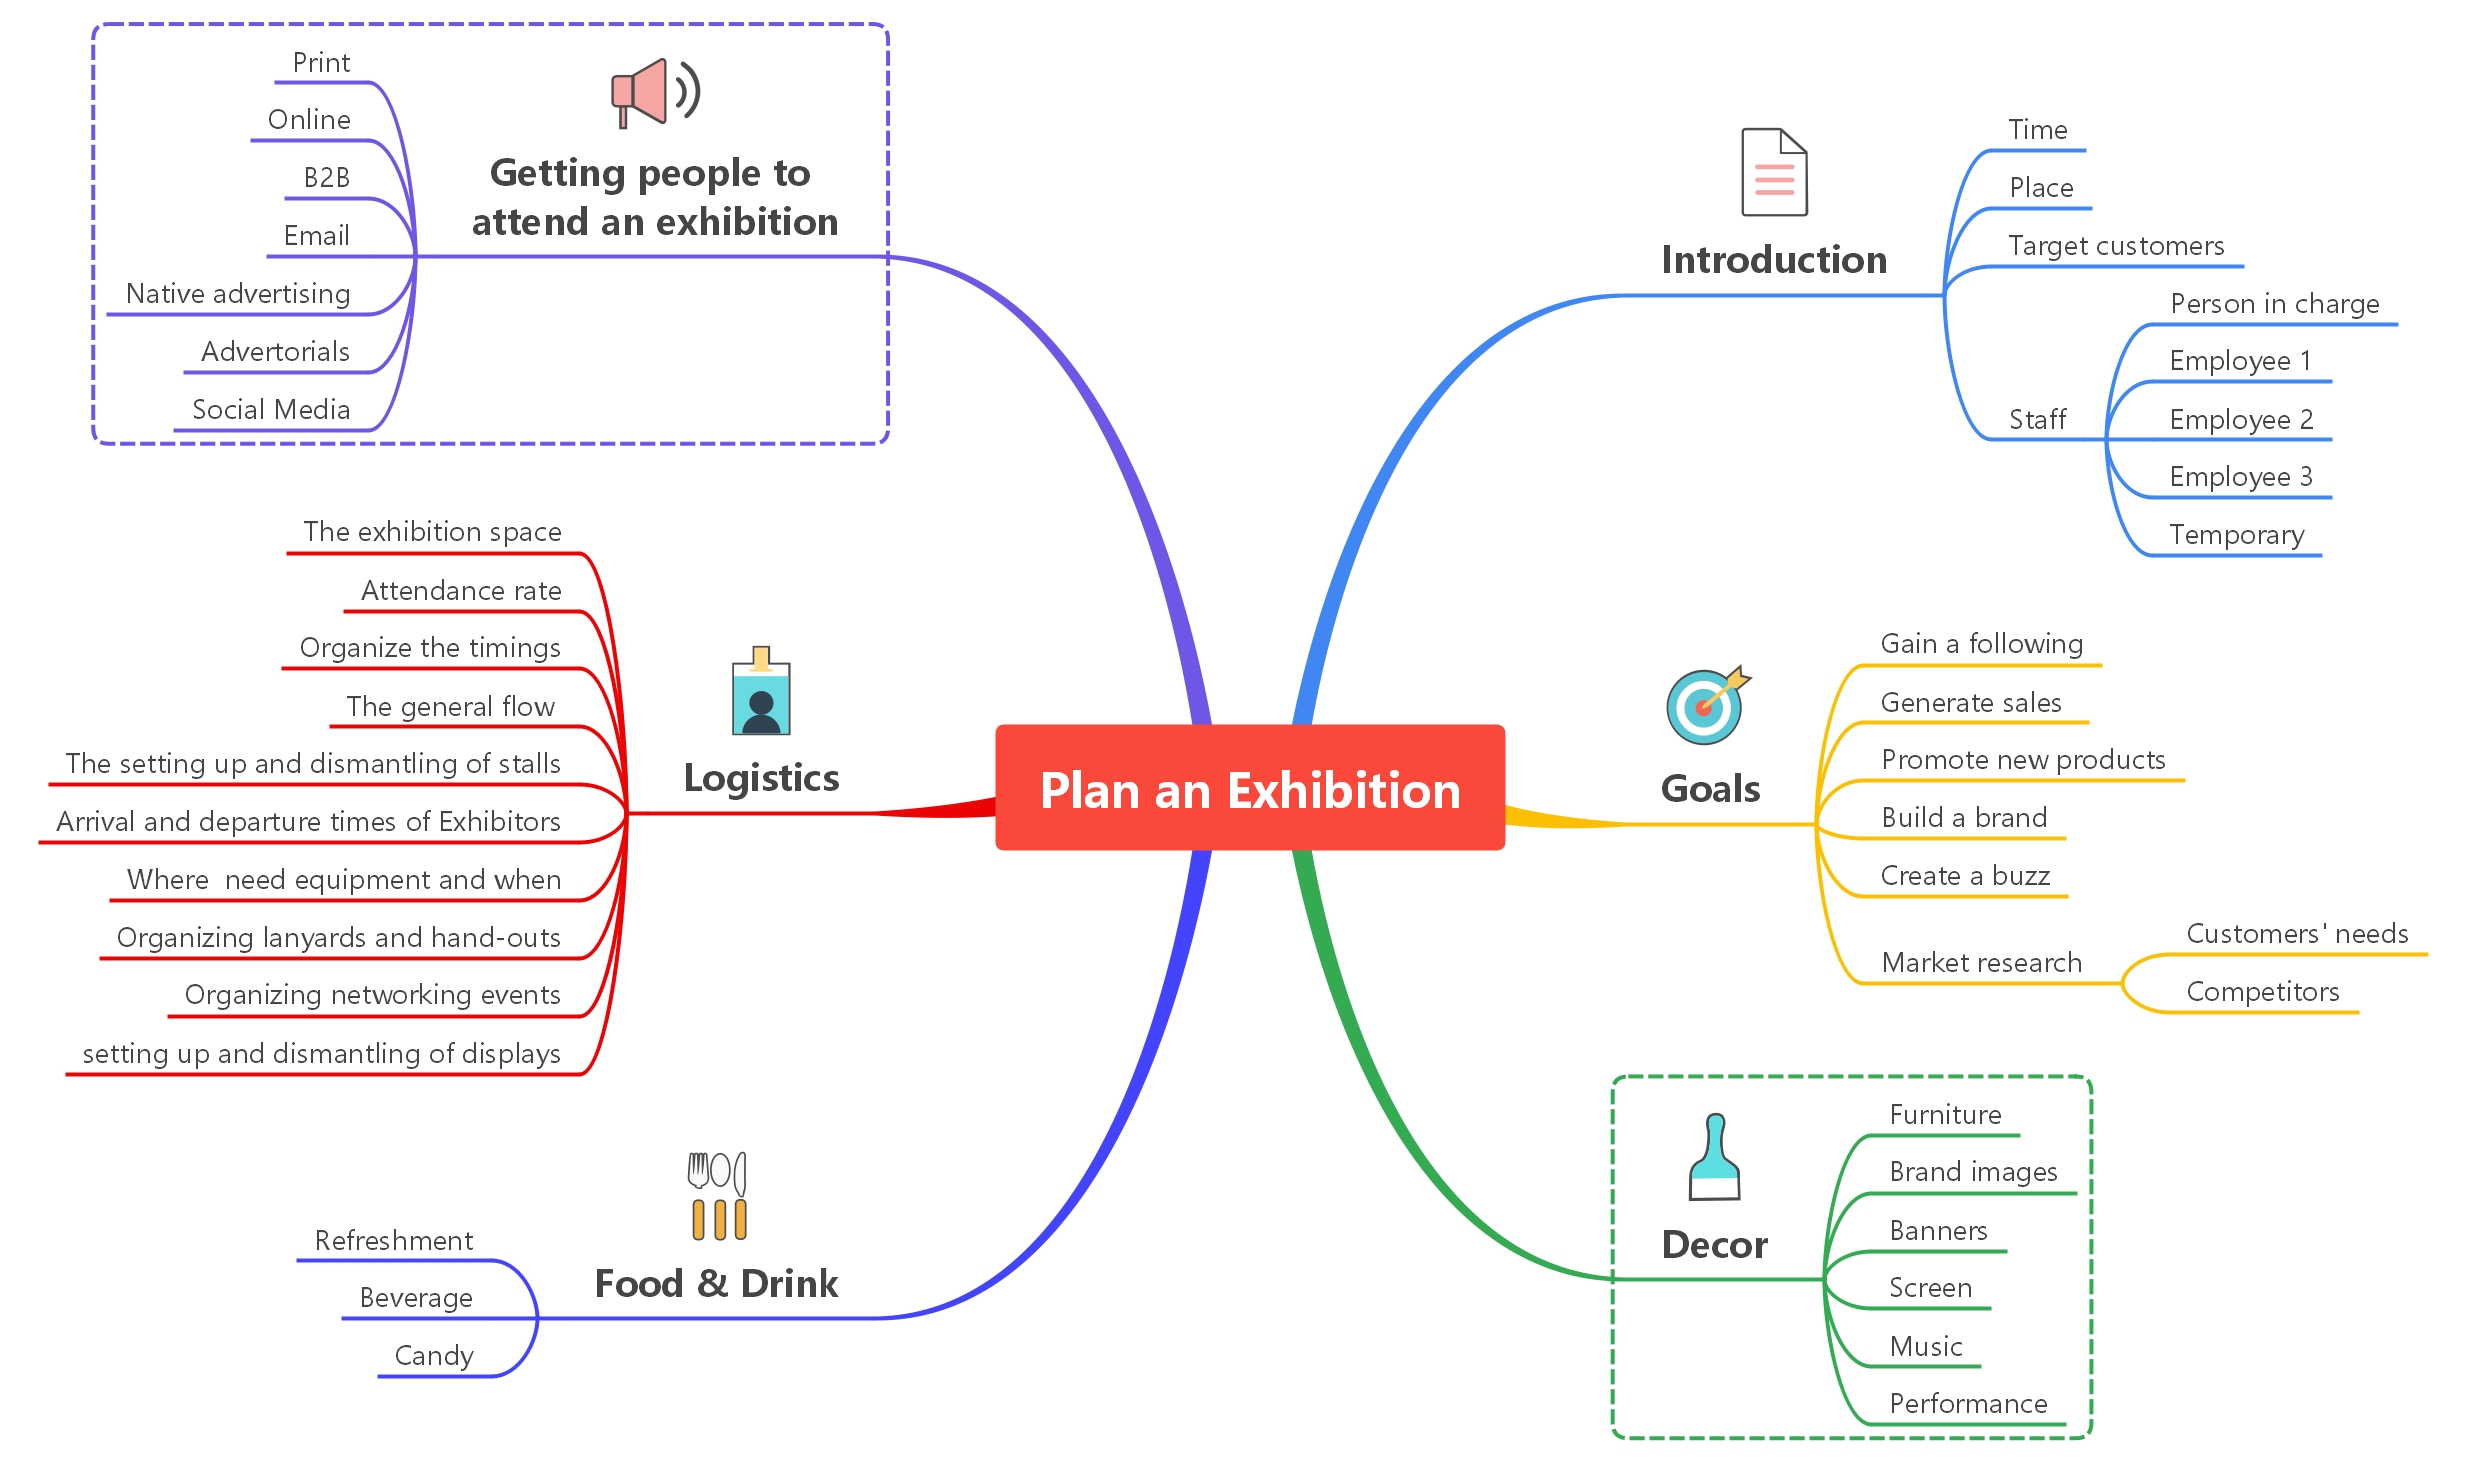 Plan an Exhibition
Introduction
Time
Place
Target customers
Staff
Person in charge
Employee 1
Employee 2
Employee 3
Temporary
Goals
Gain a following
Generate sales
Promote new products
Build a brand
Create a buzz
Market research
Customers' needs
Competitors
Decor
Furniture
Brand images
Banners
Screen
Music
Performance
Getting people to
attend an exhibition
Print
Online
B2B
Email
Native advertising
Advertorials
Social Media
Logistics
The exhibition space
Attendance rate
Organize the timings
The general flow
The setting up and dismantling of stalls
Arrival and departure times of Exhibitors
Where  need equipment and when
Organizing lanyards and hand-outs
Organizing networking events
setting up and dismantling of displays
Food & Drink
Refreshment
Beverage
Candy